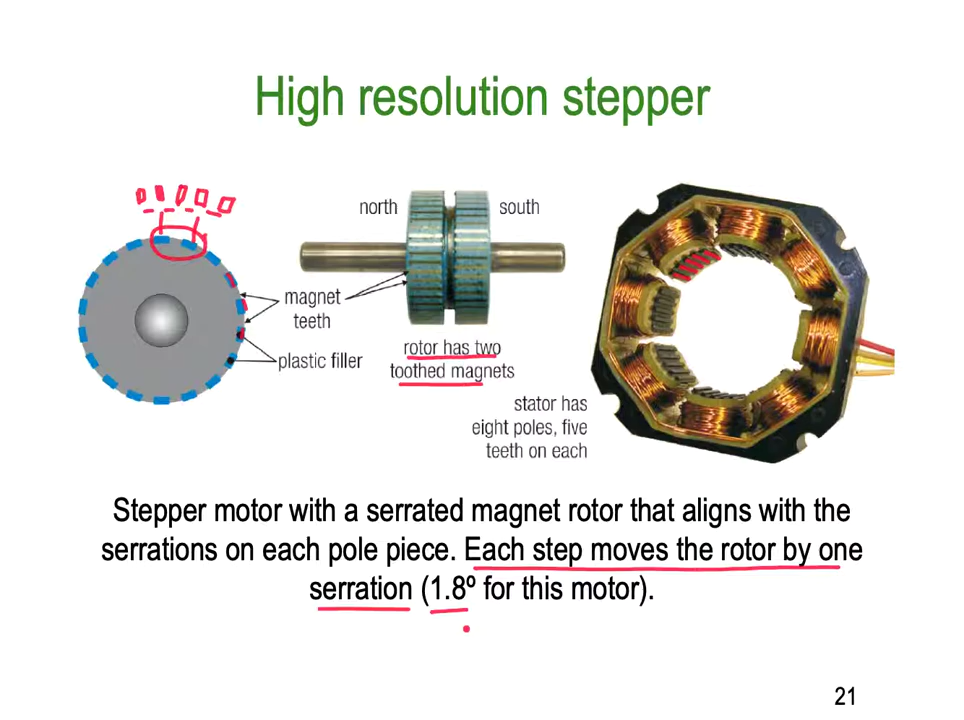 High resolution stepper
north
south
magnet
teeth
plastic filler
rotor has two
toothed magnets
stator has
eight poles, five
teeth on each
Stepper motor with a serrated magnet rotor that aligns with the
serrations on each pole piece. Each step moves the rotor by one
serration (1.8º for this motor).
21